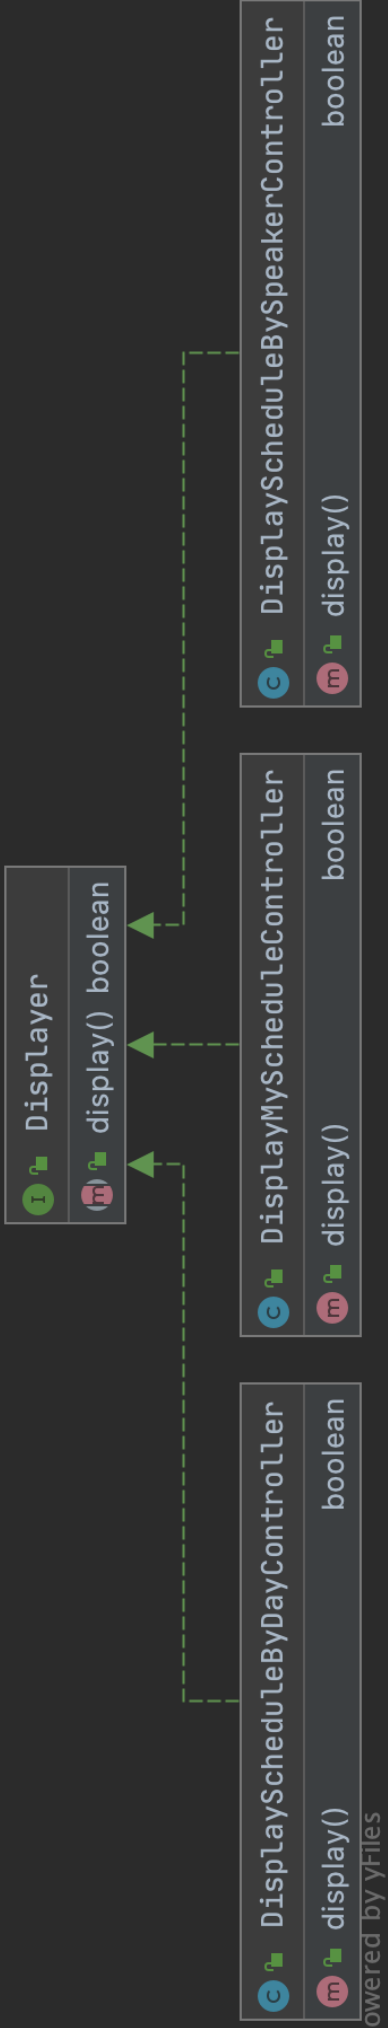 I Displayer
m display() boolean
C DisplayScheduleByDayController
m display() boolean
C DisplayMyScheduleController
m display() boolean
C DisplayScheduleBySpeakerController
m display() boolean
owered by yFiles